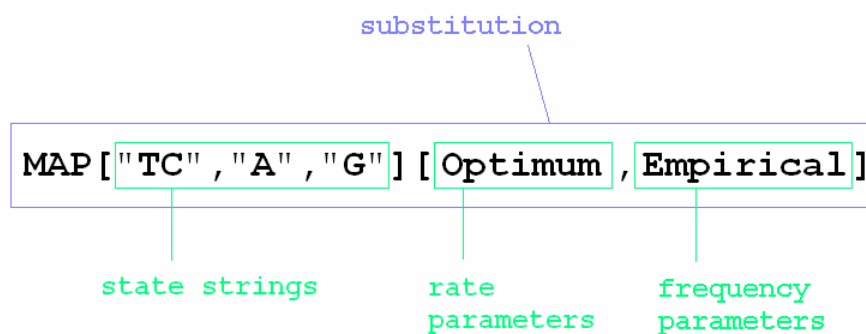 substitution
MAP["TC","A","G"][Optimum,Empirical]
state strings
rate parameters
frequency parameters